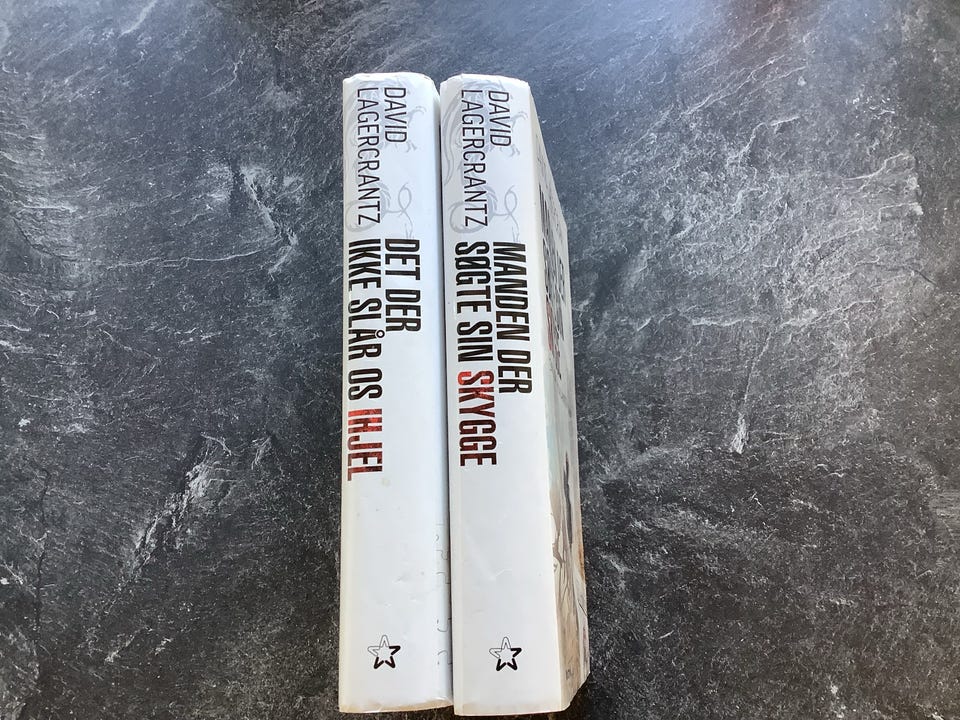 DAVID
LAGERCRANTZ
DET DER
IKKE SLÅR OS IHJEL
DAVID
LAGERCRANTZ
MANDEN DER
SØGTE SIN SKYGGE